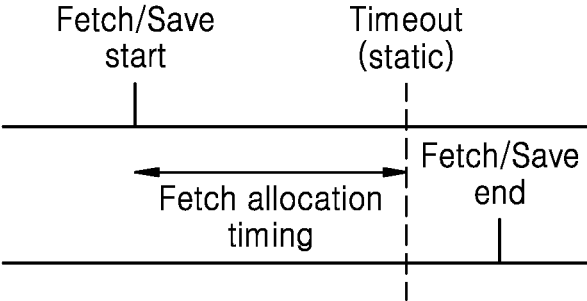 Fetch/Save
start
Timeout
(static)
Fetch/Save
end
Fetch allocation
timing